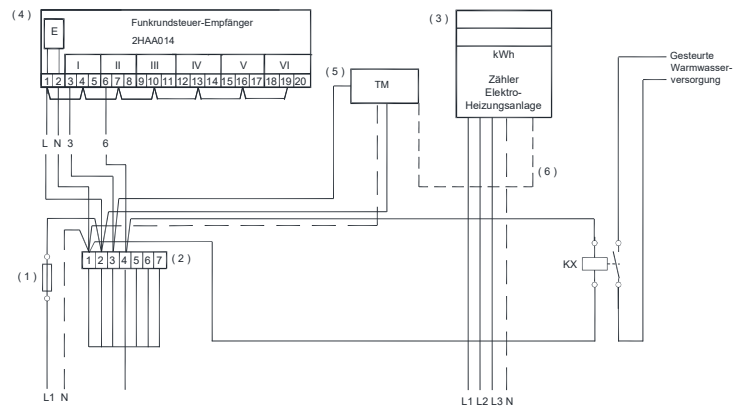 ( 4 )
E
Funkrundsteuer-Empfänger
2HAA014
I II III IV V VI
1 2 3 4 5 6 7 8 9 10 11 12 13 14 15 16 17 18 19 20
( 5 )
TM
( 3 )
kWh
Zähler
Elektro-
Heizungsanlage
Gesteurte
Warmwasser-
versorgung
L N 3 6
( 6 )
( 1 )
1 2 3 4 5 6 7
( 2 )
KX
L1 N
L1 L2 L3 N